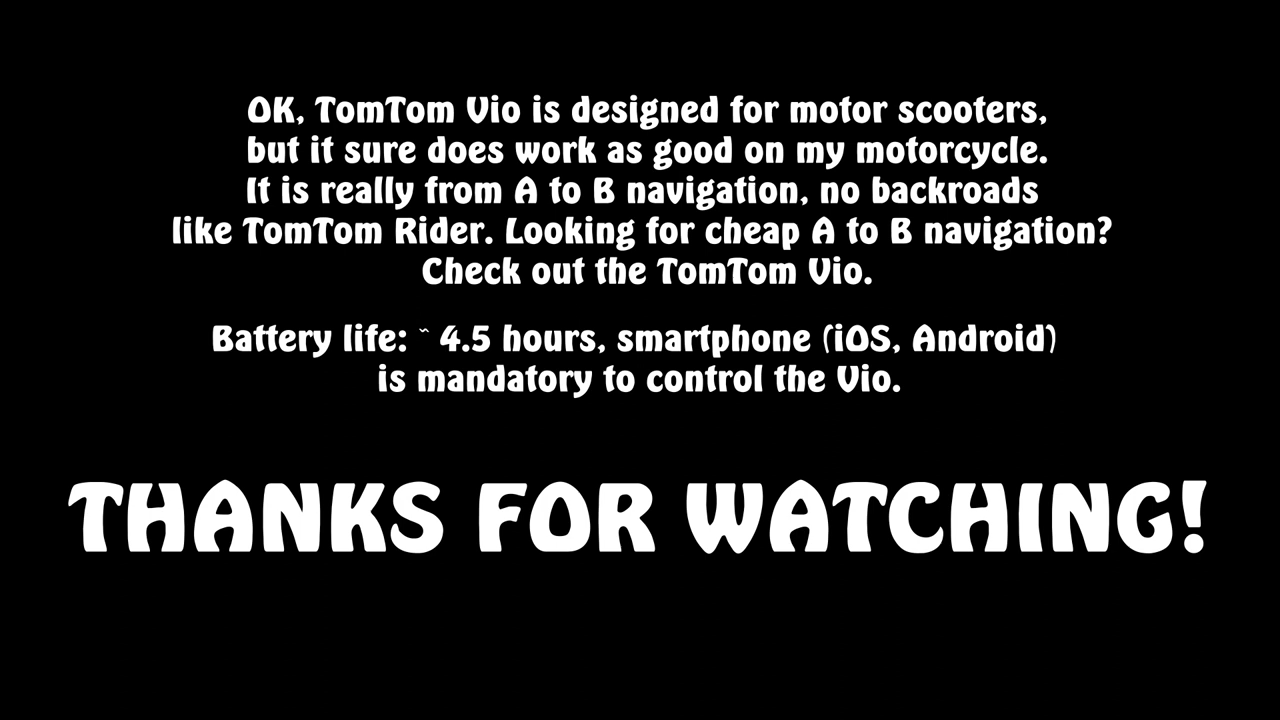 OK, TomTom Vio is designed for motor scooters,
but it sure does work as good on my motorcycle.
It is really from A to B navigation, no backroads
like TomTom Rider. Looking for cheap A to B navigation?
Check out the TomTom Vio.
Battery life: ~ 4.5 hours, smartphone (iOS, Android)
is mandatory to control the Vio.
THANKS FOR WATCHING!